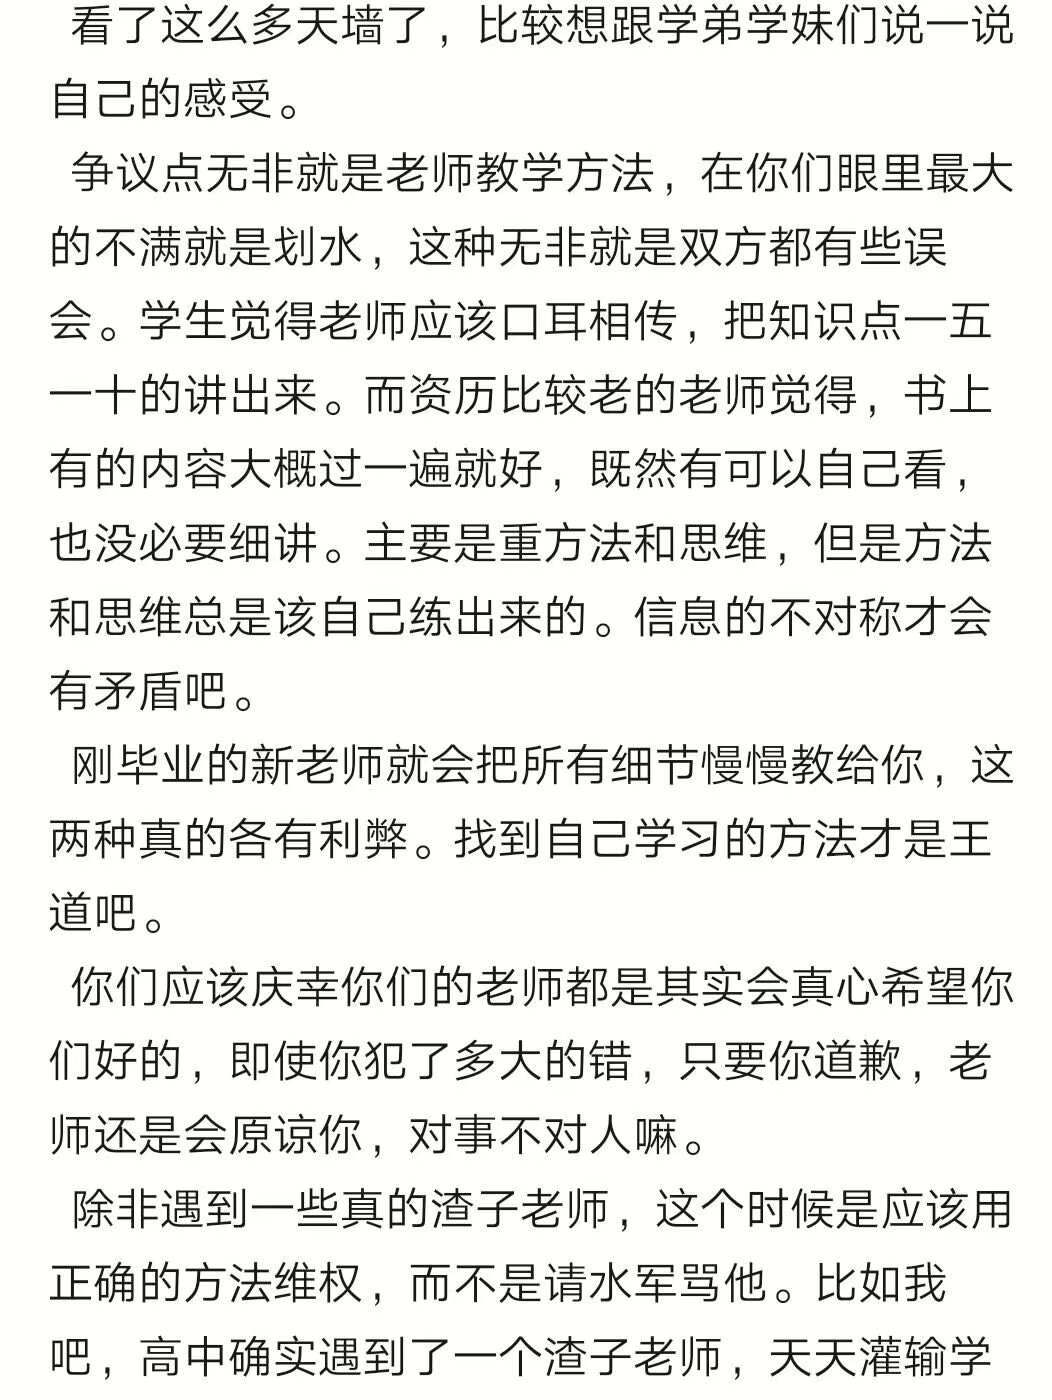 看了这么多天墙了，比较想跟学弟学妹们说一说
自己的感受。
争议点无非就是老师教学方法，在你们眼里最大
的不满就是划水，这种无非就是双方都有些误
会。学生觉得老师应该口耳相传，把知识点一五
一十的讲出来。而资历比较老的老师觉得，书上
有的内容大概过一遍就好，既然有可以自己看，
也没必要细讲。主要是重方法和思维，但是方法
和思维总是该自己练出来的。信息的不对称才会
有矛盾吧。
刚毕业的新老师就会把所有细节慢慢教给你，这
两种真的各有利弊。找到自己学习的方法才是王
道吧。
你们应该庆幸你们的老师都是其实会真心希望你
们好的，即使你犯了多大的错，只要你道歉，老
师还是会原谅你，对事不对人嘛。
除非遇到一些真的渣子老师，这个时候是应该用
正确的方法维权，而不是请水军骂他。比如我
吧，高中确实遇到了一个渣子老师，天天灌输学